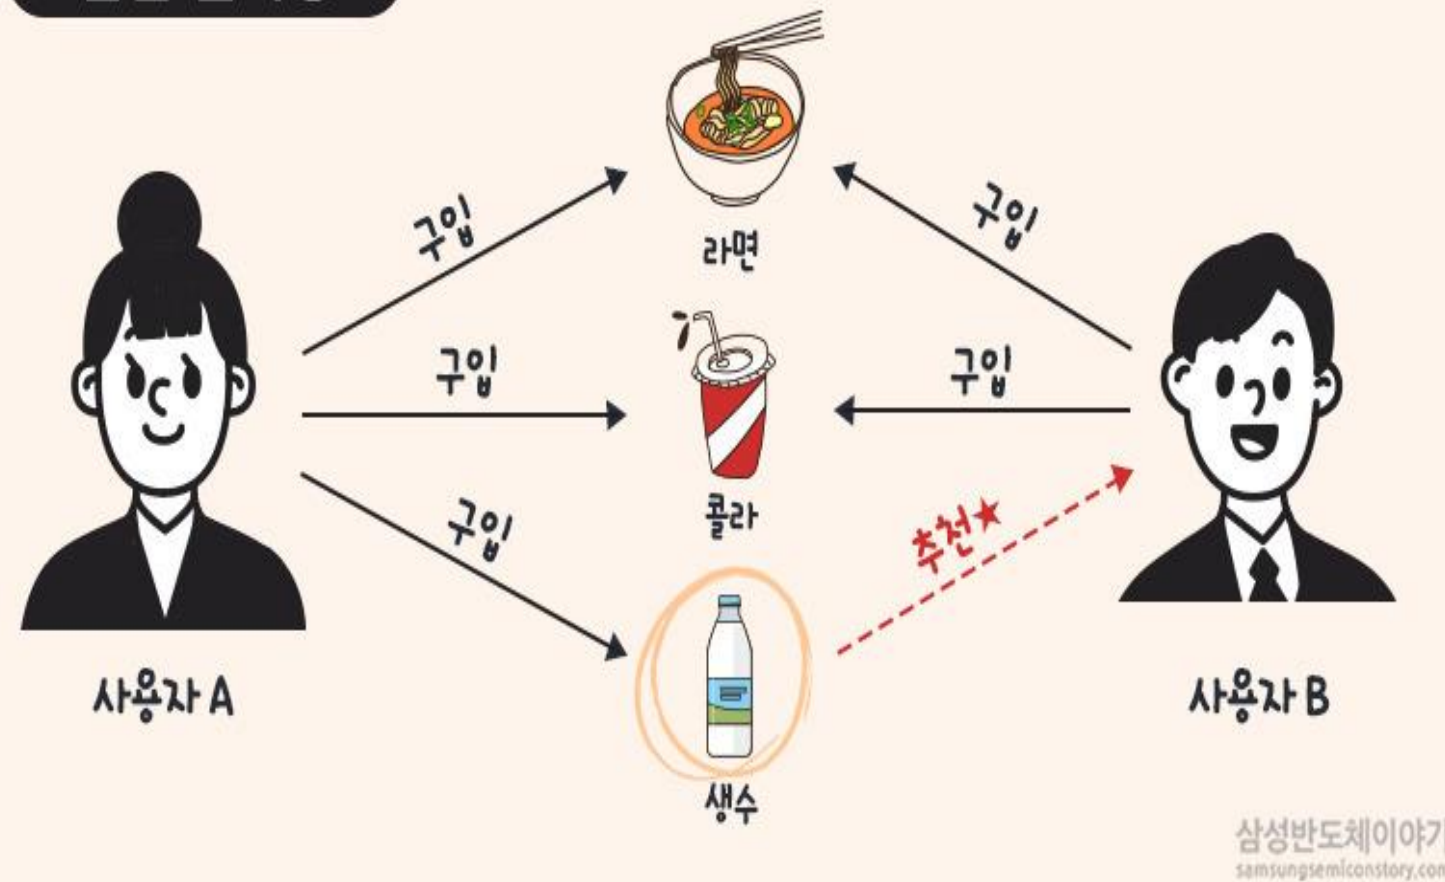 구입
구입
라면
구입
구입
콜라
구입
추천★
사용자 A
사용자 B
생수
삼성반도체이야기
samsungsemiconstory.com